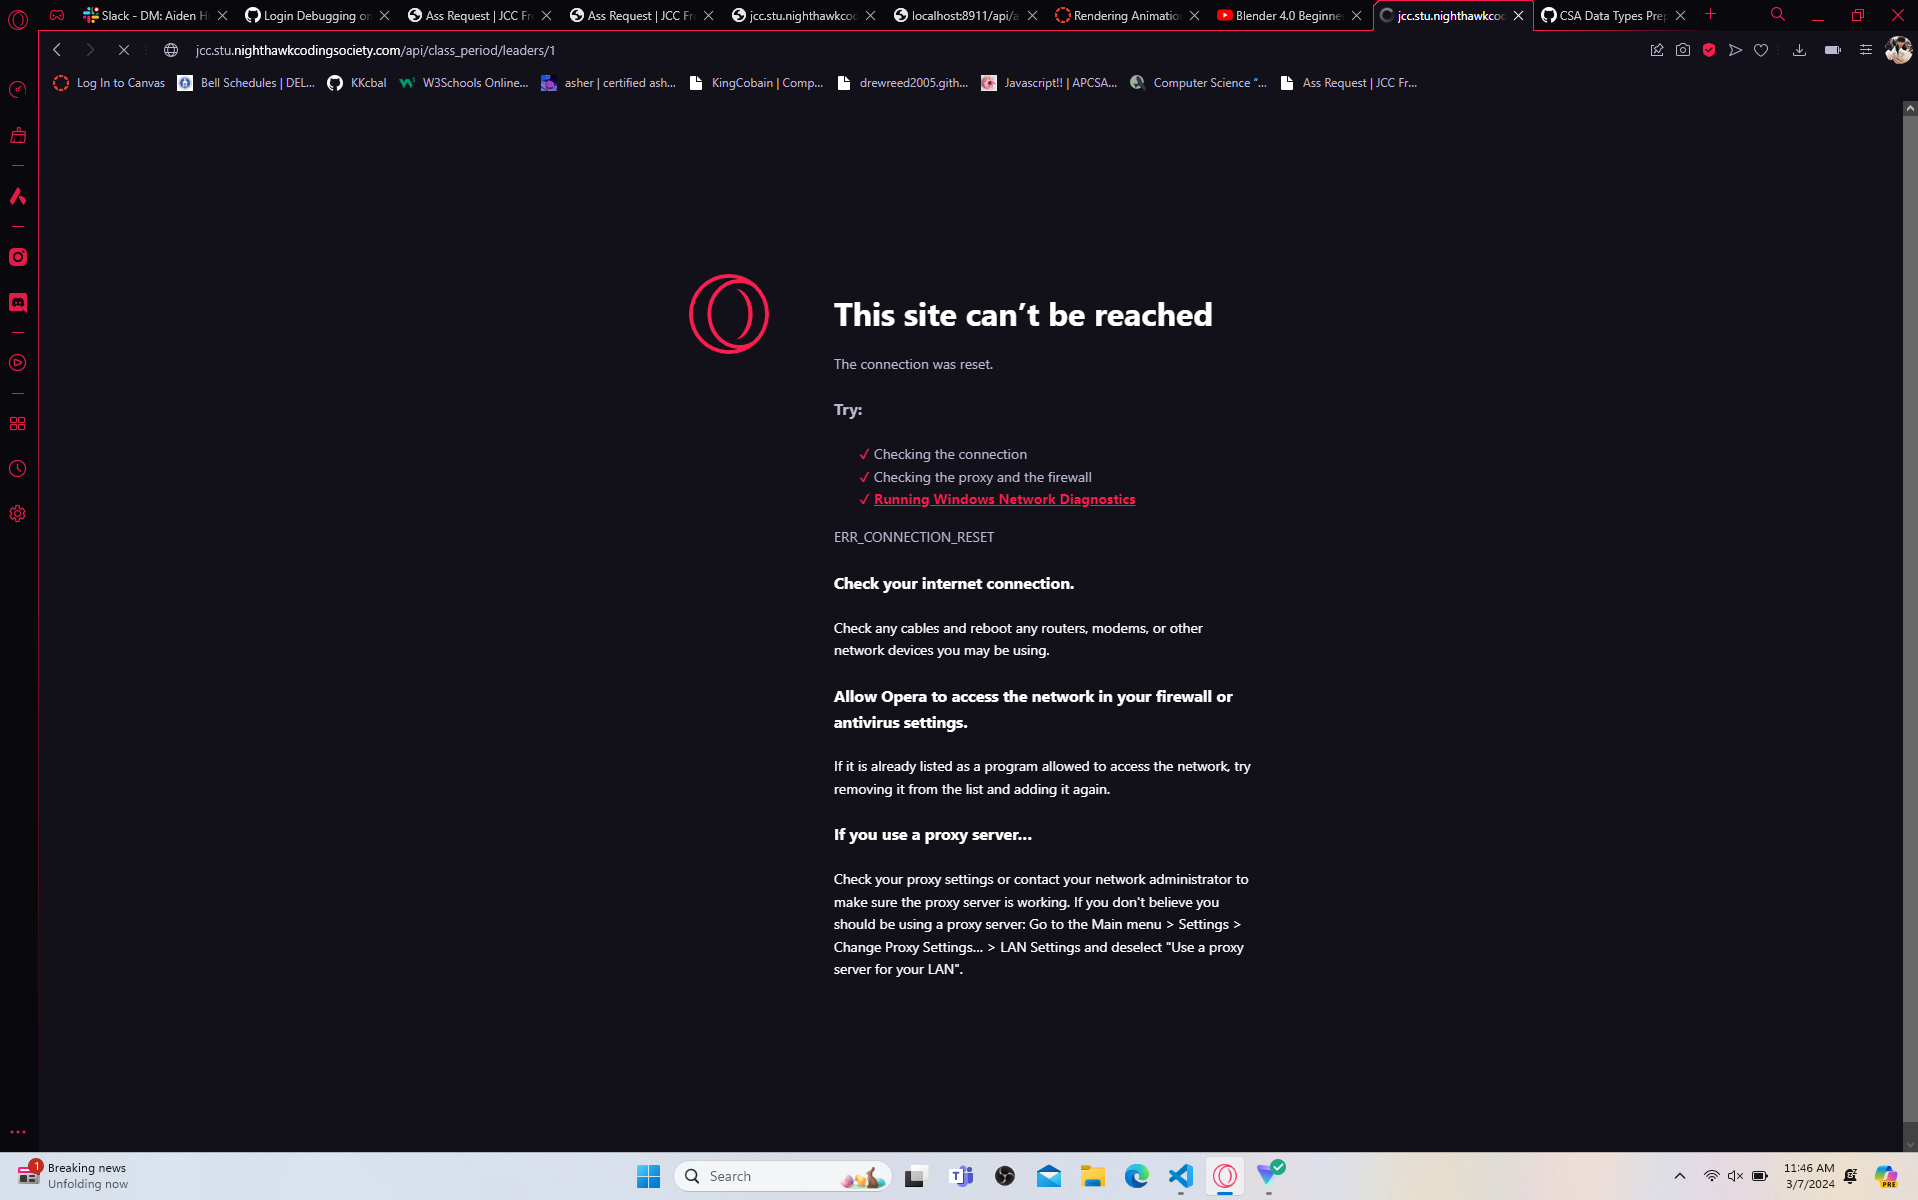 Slack - DM: Aiden H
Login Debugging on
Ass Request | JCC Fr
Ass Request | JCC Fr
jcc.stu.nighthawkcod
localhost:8911/api/a
Rendering Animation
Blender 4.0 Beginner
jcc.stu.nighthawkcod
CSA Data Types Prep
jcc.stu.nighthawkcodingsociety.com/api/class_period/leaders/1
Log In to Canvas
Bell Schedules | DEL...
KKcbal
W3Schools Online...
asher | certified ash...
KingCobain | Comp...
drewreed2005.gith...
Javascript!! | APCSA...
Computer Science "...
Ass Request | JCC Fr...
This site can’t be reached
The connection was reset.
Try:
Checking the connection
Checking the proxy and the firewall
Running Windows Network Diagnostics
ERR_CONNECTION_RESET
Check your internet connection.
Check any cables and reboot any routers, modems, or other
network devices you may be using.
Allow Opera to access the network in your firewall or
antivirus settings.
If it is already listed as a program allowed to access the network, try
removing it from the list and adding it again.
If you use a proxy server...
Check your proxy settings or contact your network administrator to
make sure the proxy server is working. If you don't believe you
should be using a proxy server: Go to the Main menu > Settings >
Change Proxy Settings... > LAN Settings and deselect "Use a proxy
server for your LAN".
1
Breaking news
Unfolding now
Search
11:46 AM
3/7/2024
PRE